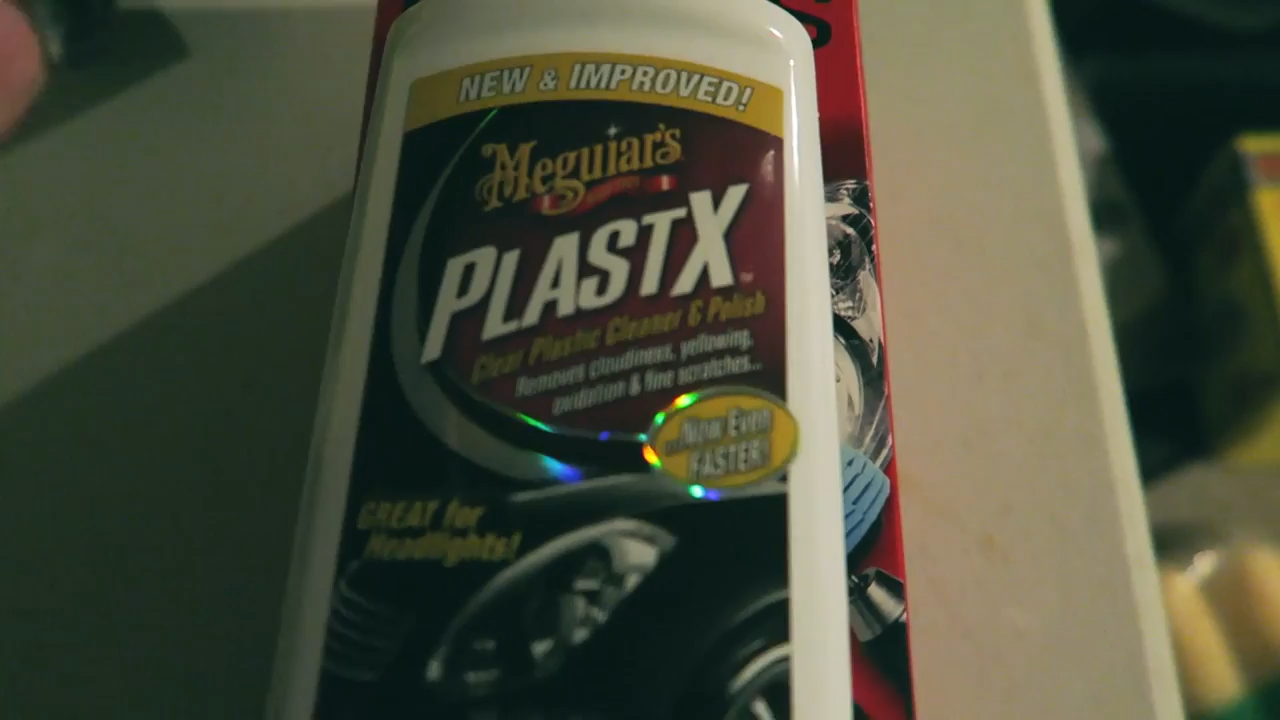 NEW & IMPROVED!
Meguiar's
PLASTX™
Clear Plastic Cleaner & Polish
Removes cloudiness, yellowing,
oxidation & fine scratches...
...Now Even
FASTER!
GREAT for
Headlights!